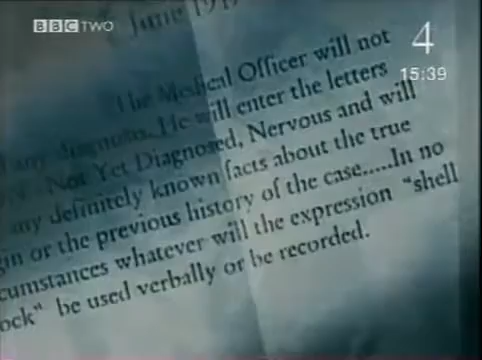 BBC TWO
4
15:39
June 191
The Medical Officer will not
any diagnosis. He will enter the letters
Not Yet Diagnosed, Nervous and will
any definitely known facts about the true
gin or the previous history of the case.....In no
cumstances whatever will the expression "shell
ock" be used verbally or be recorded.